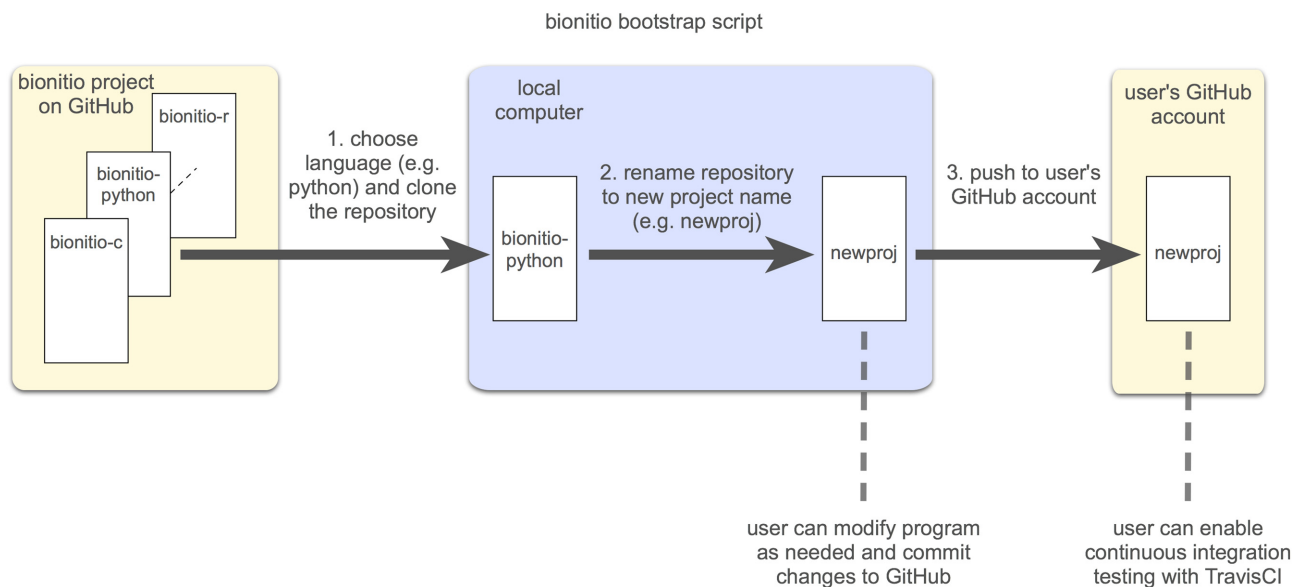 bionitio bootstrap script
bionitio project
on GitHub
bionitio-r
bionitio-
python
bionitio-c
1. choose
language (e.g.
python) and clone
the repository
local
computer
bionitio-
python
2. rename repository
to new project name
(e.g. newproj)
newproj
3. push to user's
GitHub account
user's GitHub
account
newproj
user can modify program
as needed and commit
changes to GitHub
user can enable
continuous integration
testing with TravisCI